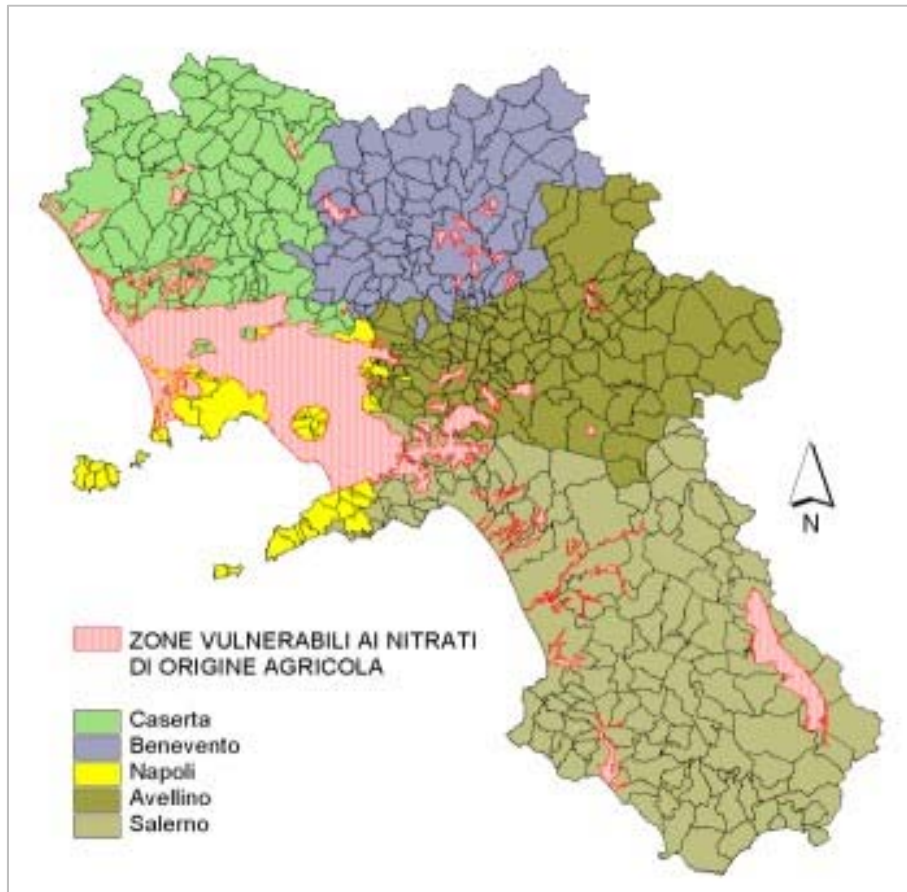 N
ZONE VULNERABILI AI NITRATI
DI ORIGINE AGRICOLA
Caserta
Benevento
Napoli
Avellino
Salerno